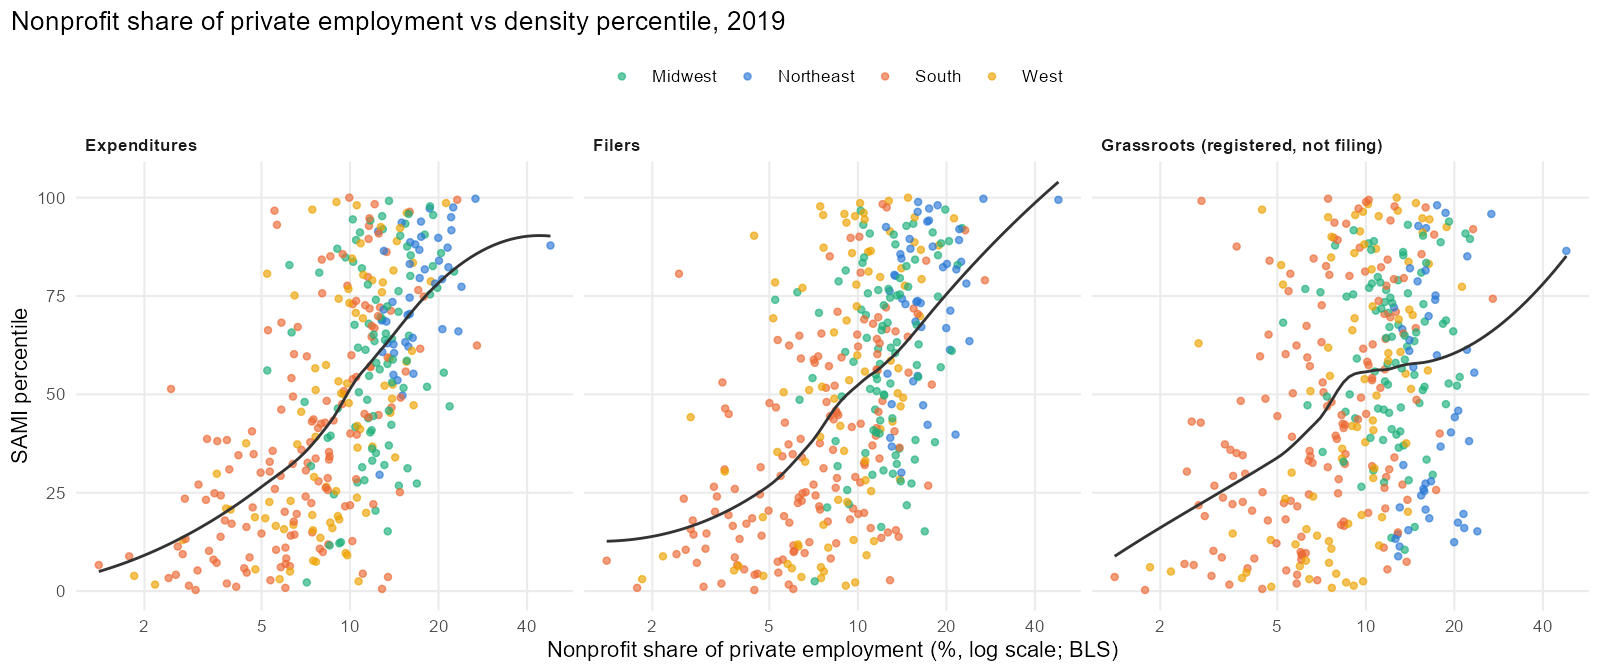 Nonprofit share of private employment vs density percentile, 2019
Midwest Northeast South West
Expenditures Filers Grassroots (registered, not filing)
SAMI percentile
100
75
50
25
0
2 5 10 20 40 2 5 10 20 40 2 5 10 20 40
Nonprofit share of private employment (%, log scale; BLS)